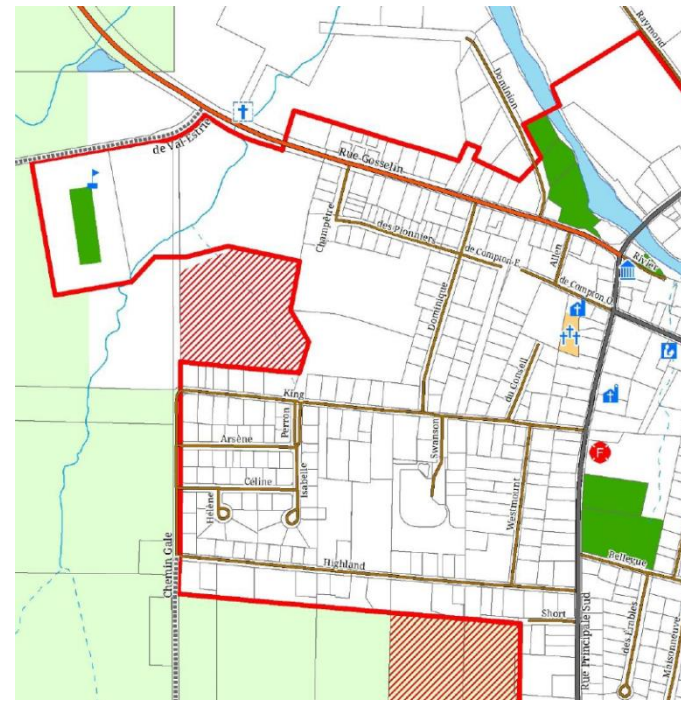 Raymond
Dominion
de Val-Estrie
Rue Gosselin
Champêtre
des Pionniers
de Compton E.
Allen
Rivier
de Compton O.
Dominique
du Conseil
King
Perron
Arsène
Swanson
F
Isabelle
Céline
Hélène
Westmount
Bellevue
Highland
Chemin Gale
Short
Rue Principale Sud
des Érables
Maisonneuve